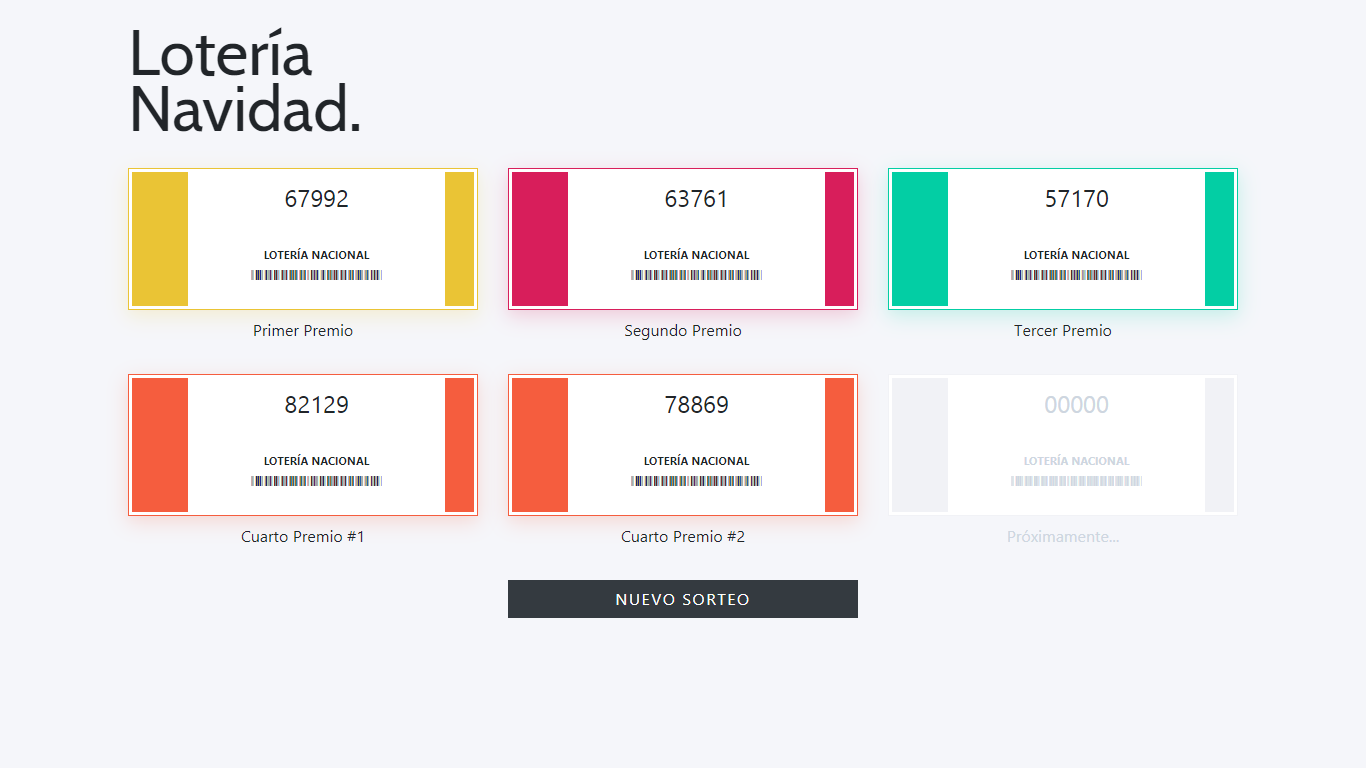 Lotería
Navidad.
67992
LOTERÍA NACIONAL
Primer Premio
63761
LOTERÍA NACIONAL
Segundo Premio
57170
LOTERÍA NACIONAL
Tercer Premio
82129
LOTERÍA NACIONAL
Cuarto Premio #1
78869
LOTERÍA NACIONAL
Cuarto Premio #2
00000
LOTERÍA NACIONAL
Próximamente...
NUEVO SORTEO